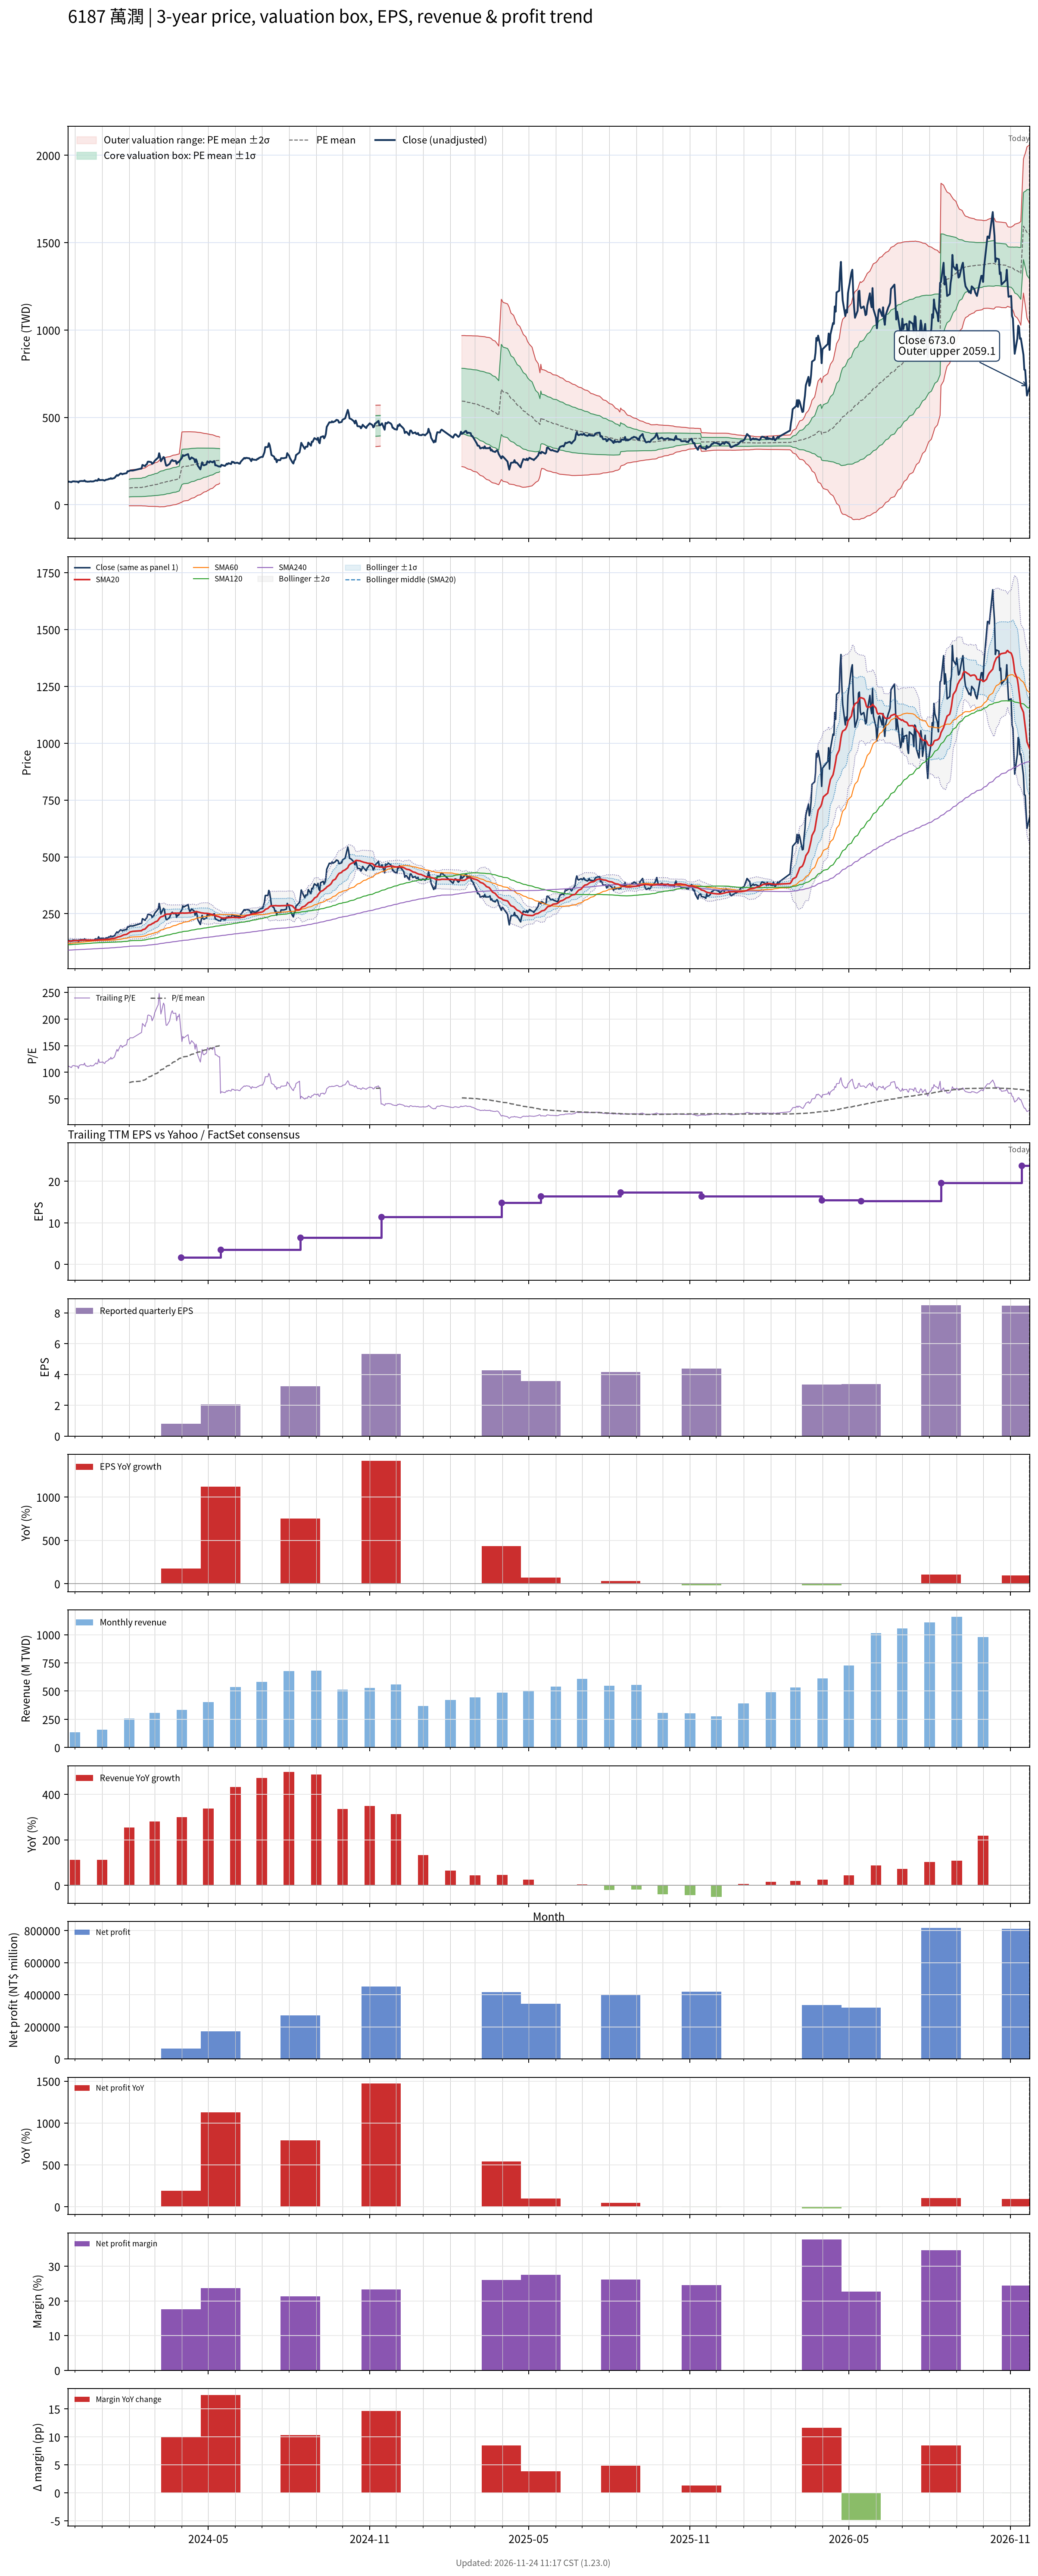 6187 萬潤 | 3-year price, valuation box, EPS, revenue & profit trend
Outer valuation range: PE mean ±2σ
PE mean
Close (unadjusted)
Core valuation box: PE mean ±1σ
Today
Price (TWD)
2000
1500
1000
500
0
Close 673.0
Outer upper 2059.1
Close (same as panel 1)
SMA60
SMA240
Bollinger ±1σ
SMA20
SMA120
Bollinger ±2σ
Bollinger middle (SMA20)
Price
1750
1500
1250
1000
750
500
250
Trailing P/E
P/E mean
P/E
250
200
150
100
50
Trailing TTM EPS vs Yahoo / FactSet consensus
Today
EPS
20
10
0
Reported quarterly EPS
EPS
8
6
4
2
0
EPS YoY growth
YoY (%)
1000
500
0
Monthly revenue
Revenue (M TWD)
1000
750
500
250
0
Revenue YoY growth
YoY (%)
400
200
0
Month
Net profit
Net profit (NT$ million)
800000
600000
400000
200000
0
Net profit YoY
YoY (%)
1500
1000
500
0
Net profit margin
Margin (%)
30
20
10
0
Margin YoY change
Δ margin (pp)
15
10
5
0
-5
2024-05
2024-11
2025-05
2025-11
2026-05
2026-11
Updated: 2026-11-24 11:17 CST (1.23.0)